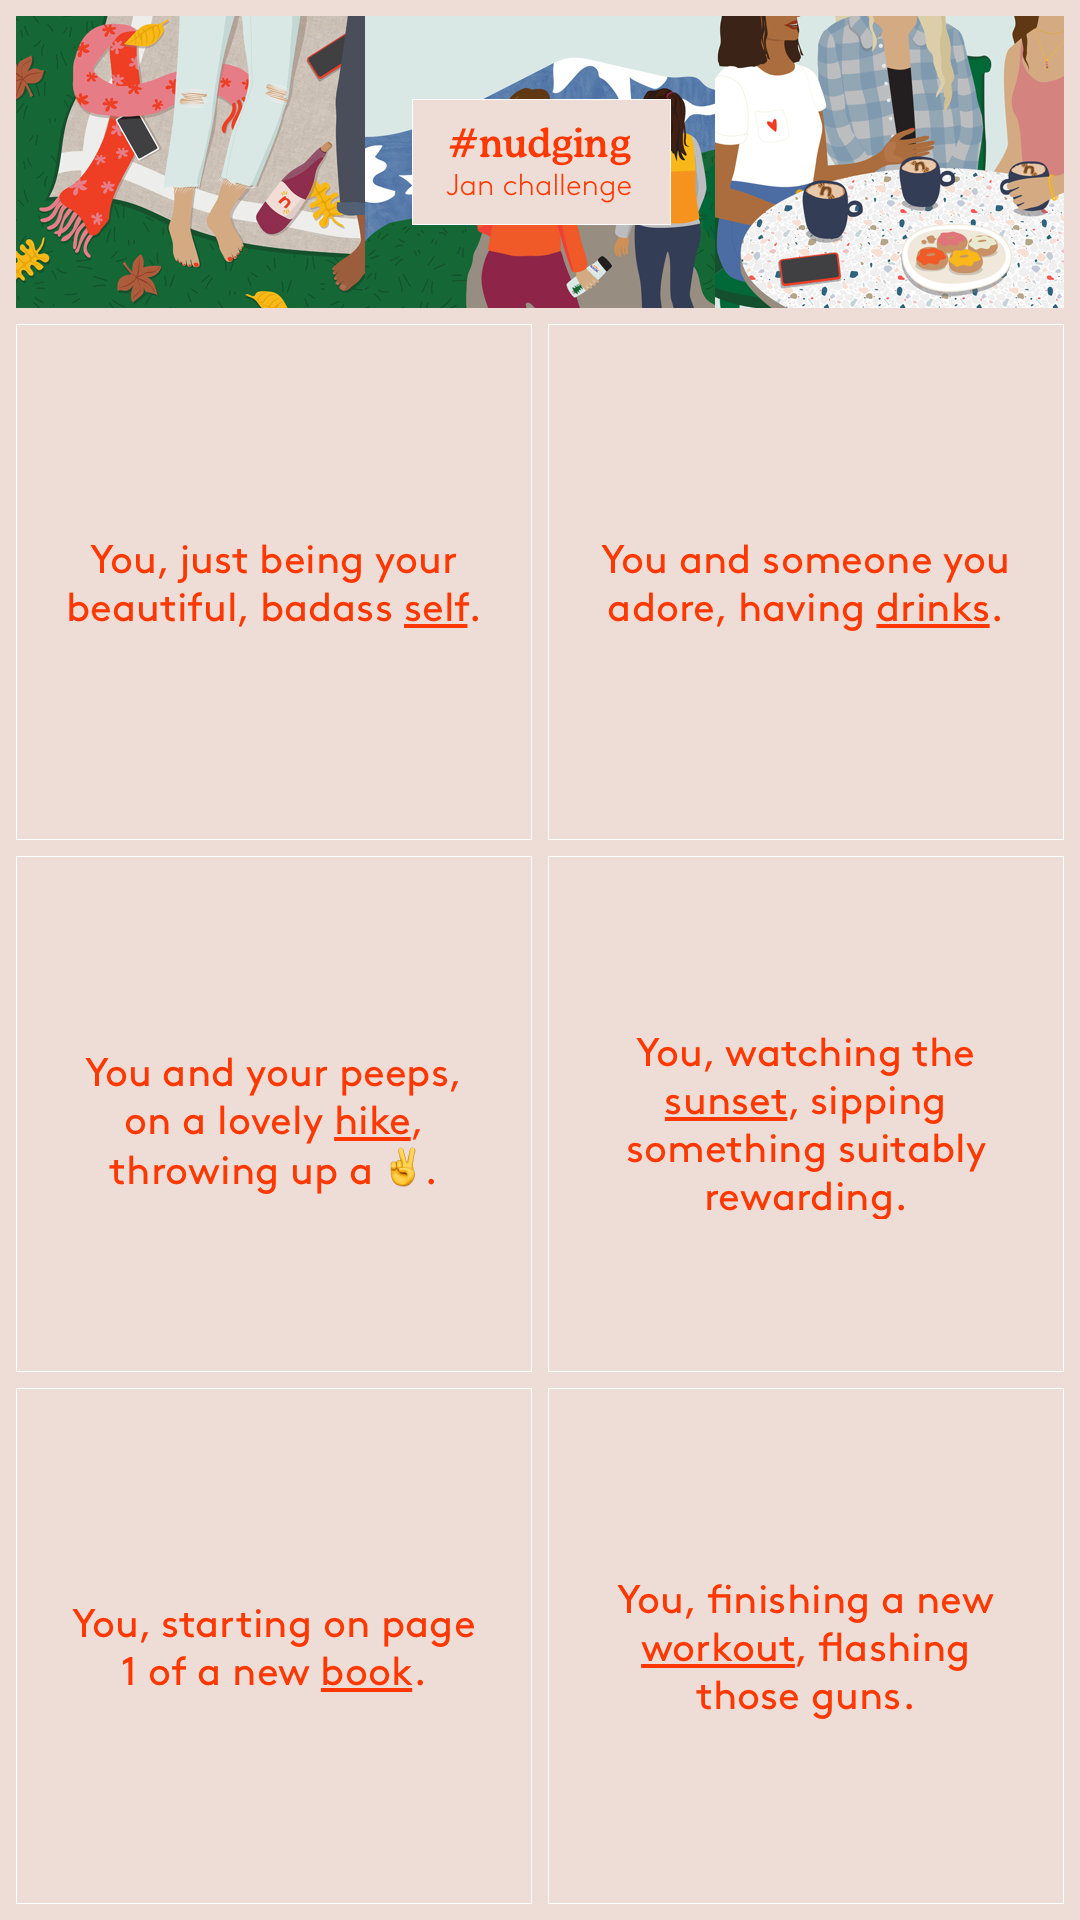 #nudging
Jan challenge
You, just being your
beautiful, badass self.
You and someone you
adore, having drinks.
You and your peeps,
on a lovely hike,
throwing up a ✌️.
You, watching the
sunset, sipping
something suitably
rewarding.
You, starting on page
1 of a new book.
You, finishing a new
workout, flashing
those guns.